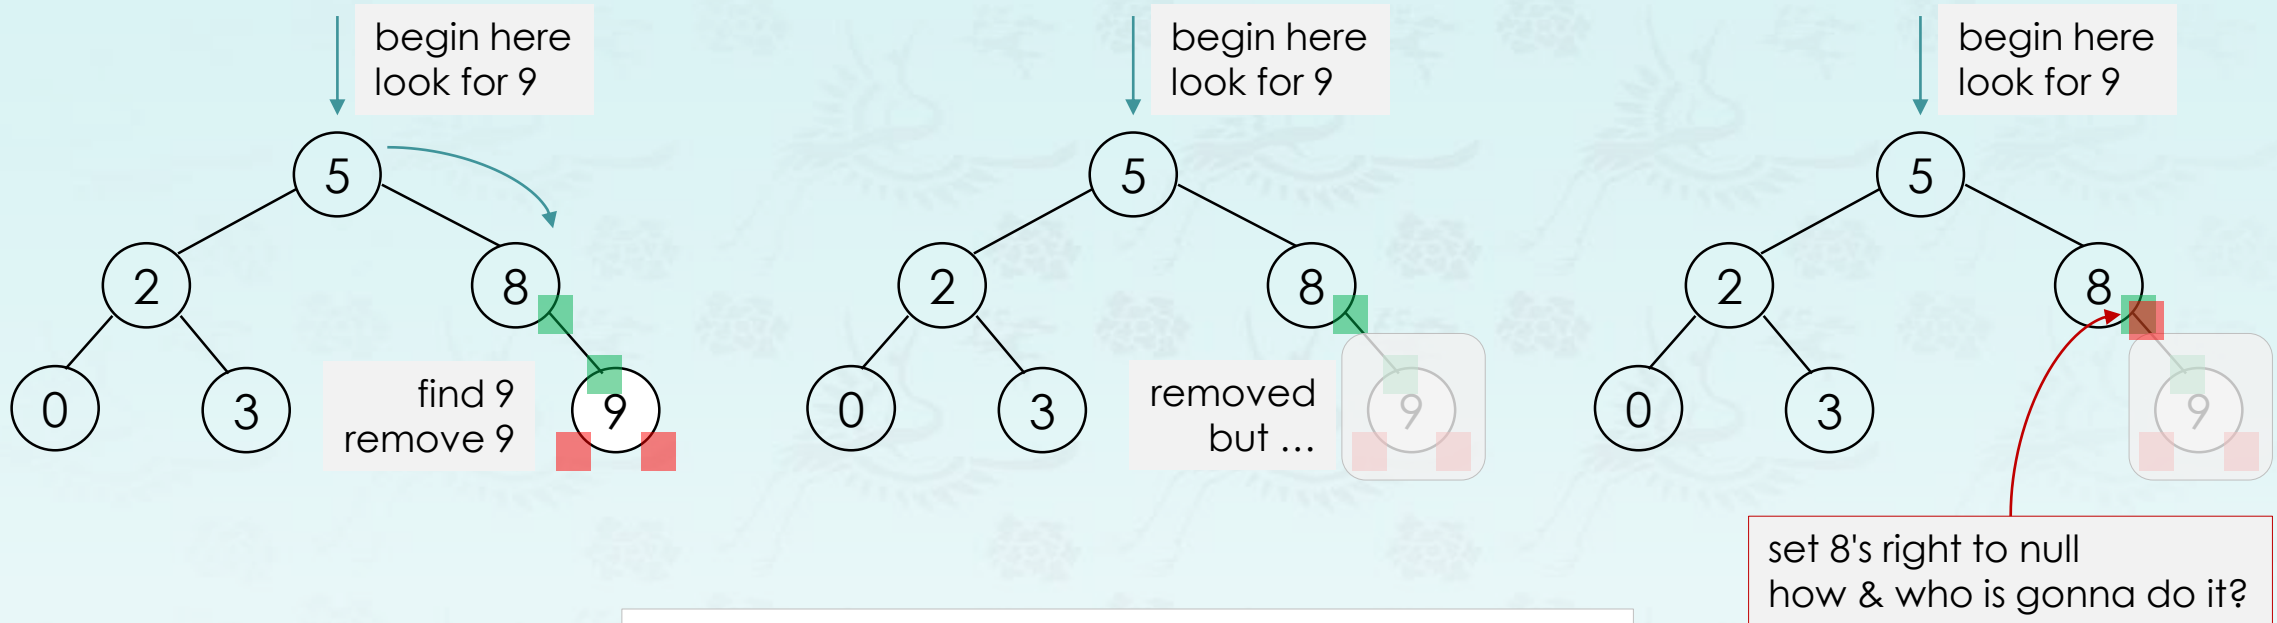 begin here
look for 9
5
2
8
0
3
find 9
remove 9
9
begin here
look for 9
5
2
8
0
3
removed
but ...
9
begin here
look for 9
5
2
8
0
3
9
set 8's right to null
how & who is gonna do it?